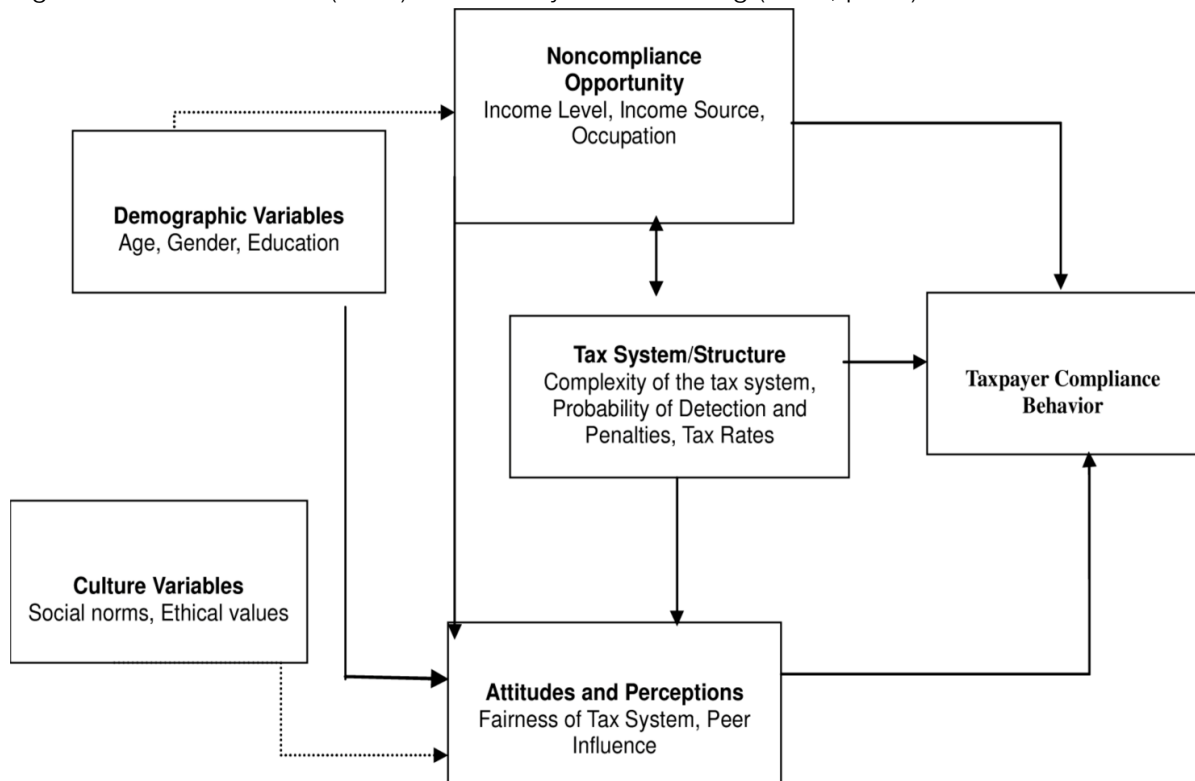 Noncompliance
Opportunity
Income Level, Income Source,
Occupation
Demographic Variables
Age, Gender, Education
Tax System/Structure
Complexity of the tax system,
Probability of Detection and
Penalties, Tax Rates
Taxpayer Compliance
Behavior
Culture Variables
Social norms, Ethical values
Attitudes and Perceptions
Fairness of Tax System, Peer
Influence